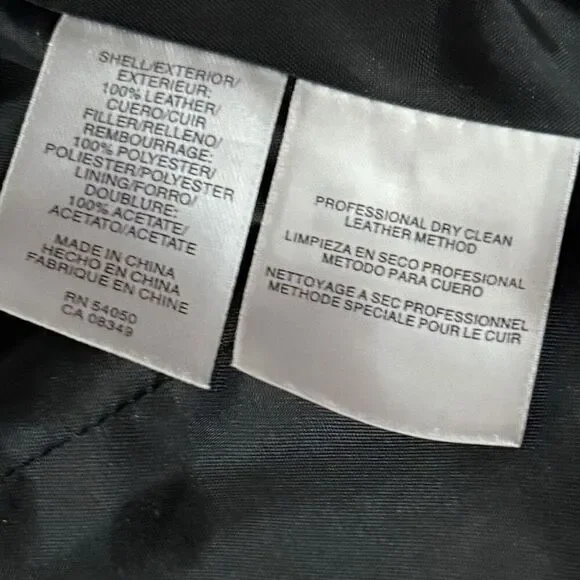 SHELL/EXTERIOR/
EXTERIEUR:
100% LEATHER/
CUERO/CUIR
FILLER/RELLENO/
REMBOURRAGE:
100% POLYESTER/
POLIESTER/POLYESTER
LINING/FORRO/
DOUBLURE:
100% ACETATE/
ACETATO/ACETATE
MADE IN CHINA
HECHO EN CHINA
FABRIQUE EN CHINE
RN 54050
CA 08349
PROFESSIONAL DRY CLEAN
LEATHER METHOD
LIMPIEZA EN SECO PROFESIONAL
METODO PARA CUERO
NETTOYAGE A SEC PROFESSIONNEL
METHODE SPECIALE POUR LE CUIR